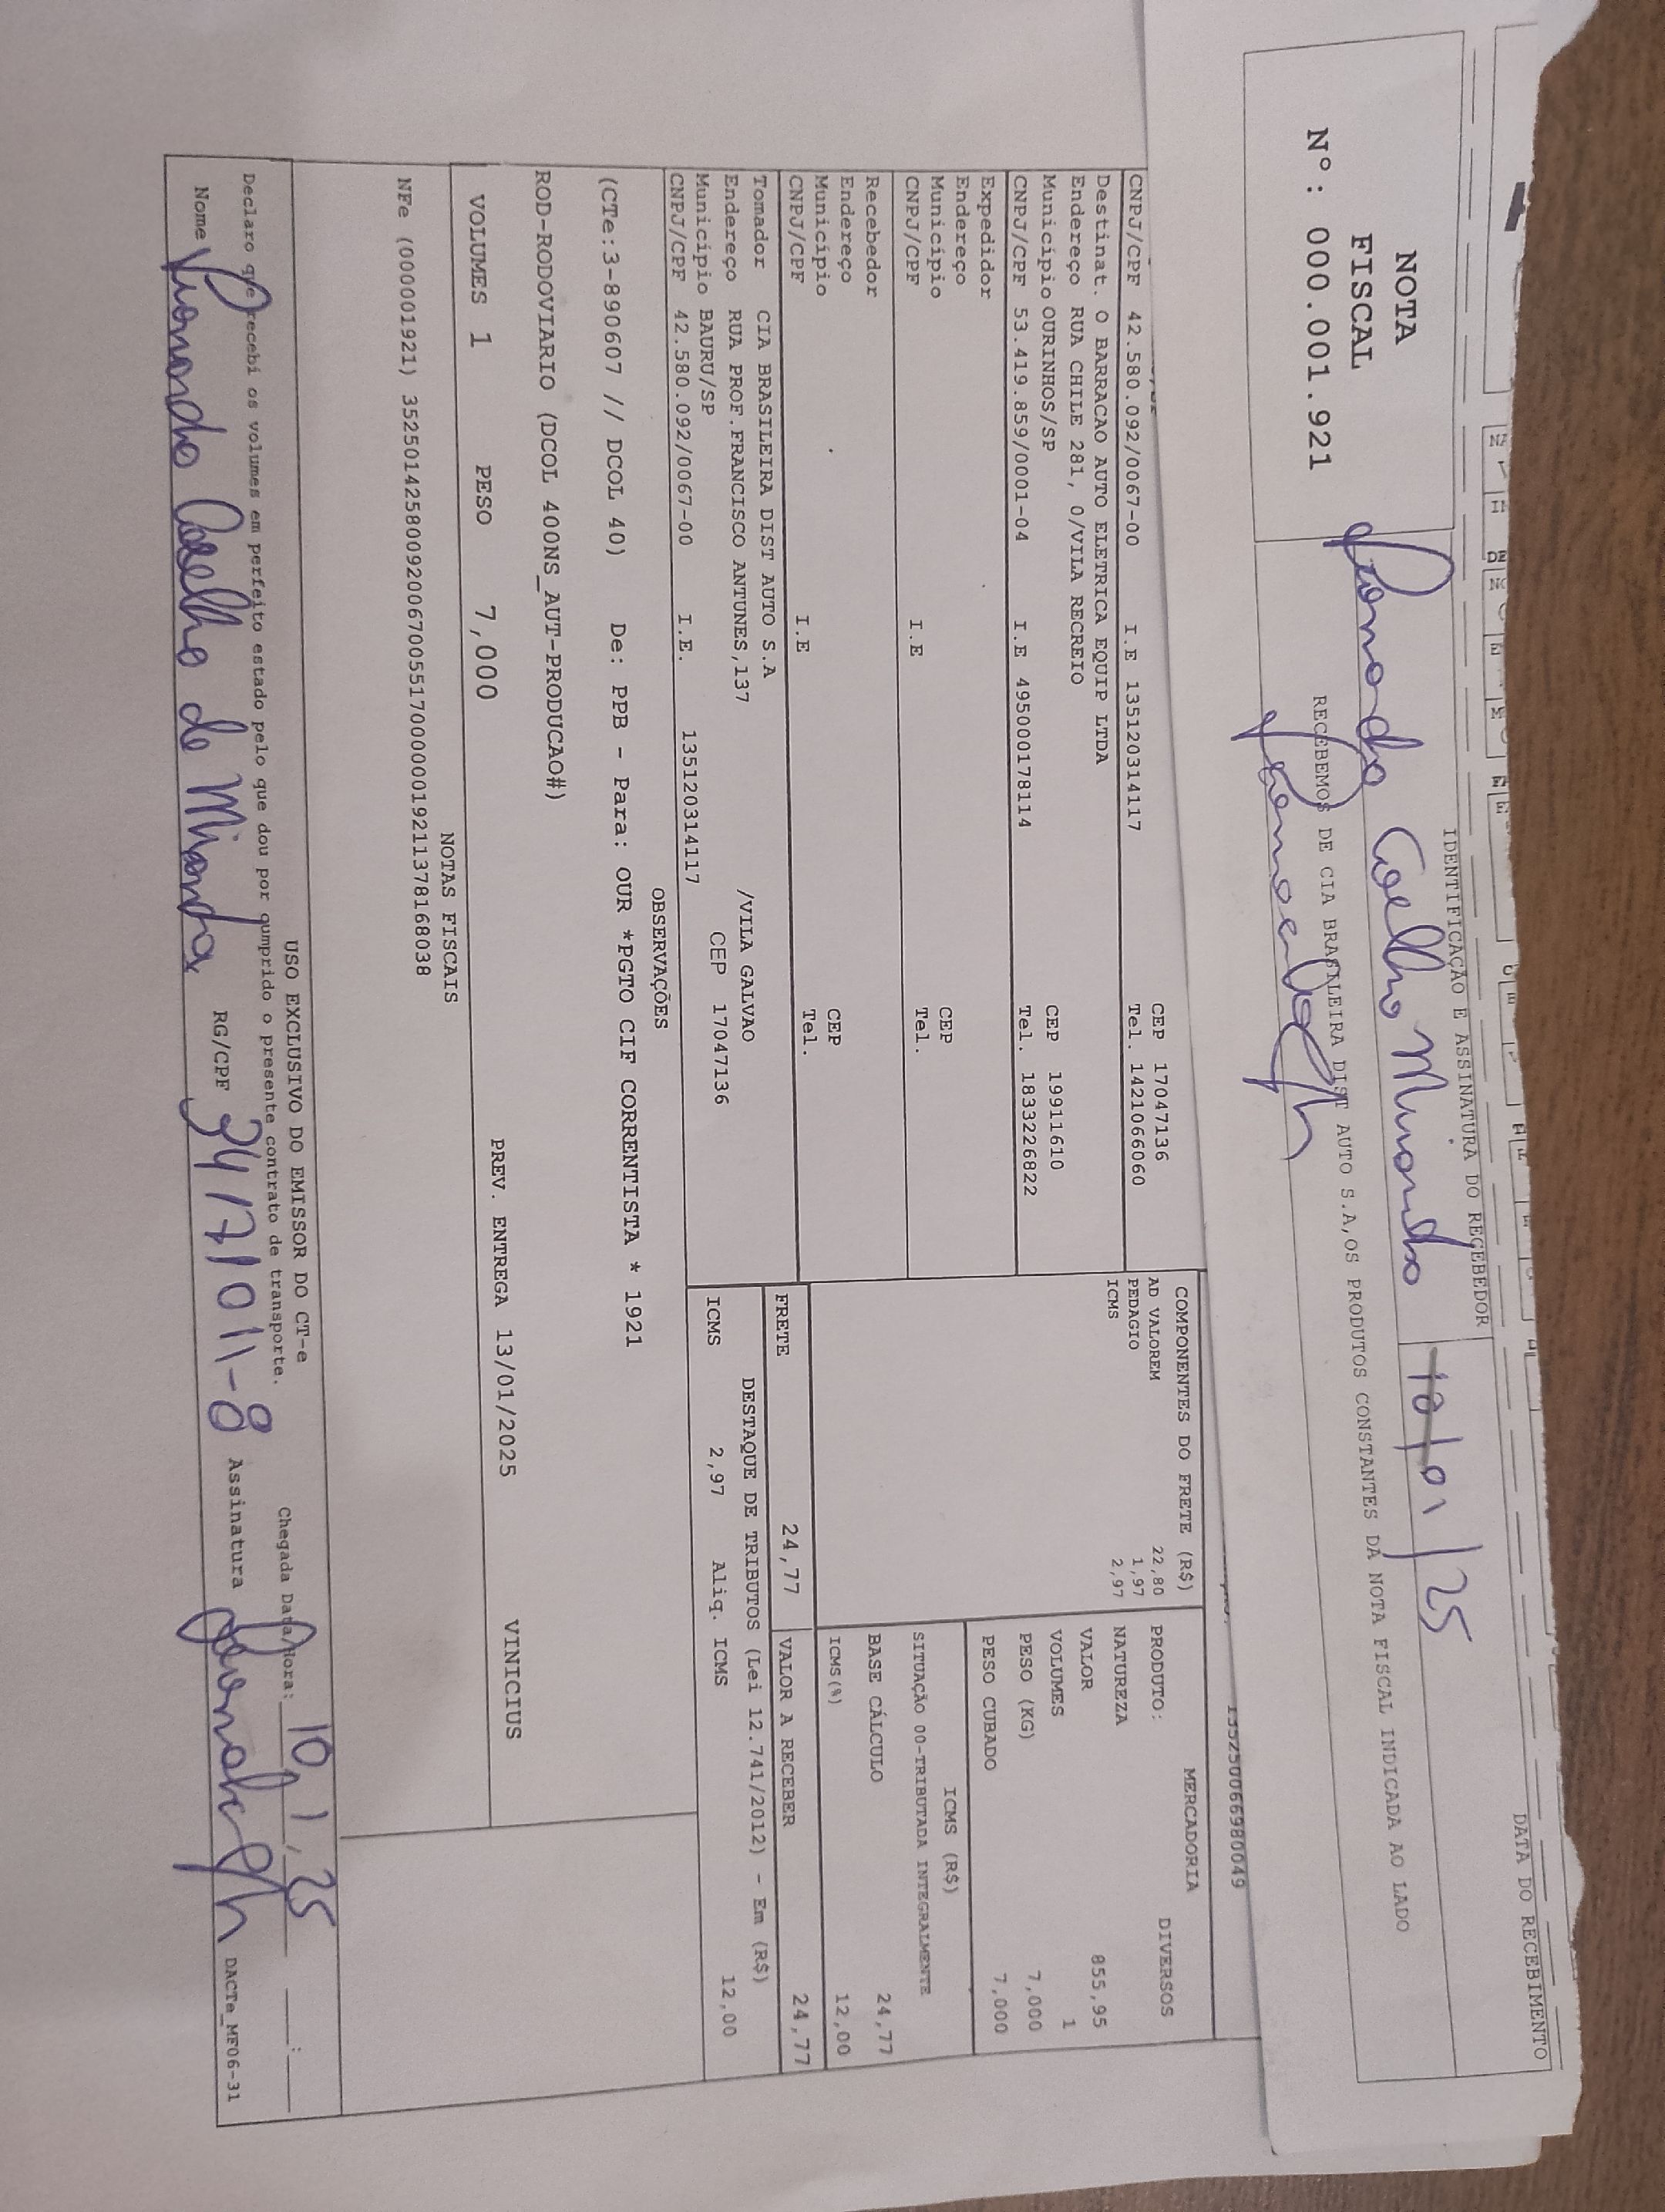 IDENTIFICAÇÃO E ASSINATURA DO RECEBEDOR
DATA DO RECEBIMENTO
NOTA
FISCAL
Nº: 000.001.921
Coelho Miranda
10/01/25
RECEBEMOS DE CIA BRASILEIRA DIST AUTO S.A,OS PRODUTOS CONSTANTES DA NOTA FISCAL INDICADA AO LADO
135250066980049
CNPJ/CPF 42.580.092/0067-00 I.E 135120314117
CEP 17047136
Tel. 1421066060
Destinat. O BARRACAO AUTO ELETRICA EQUIP LTDA
Endereço RUA CHILE 281, 0/VILA RECREIO
Município OURINHOS/SP CEP 19911610
CNPJ/CPF 53.419.859/0001-04 I.E 495000178114 Tel. 1833226822
Expedidor
Endereço
Município CEP
CNPJ/CPF I.E Tel.
Recebedor
Endereço
Município CEP
CNPJ/CPF I.E Tel.
Tomador CIA BRASILEIRA DIST AUTO S.A
Endereço RUA PROF.FRANCISCO ANTUNES,137 /VILA GALVAO
Município BAURU/SP CEP 17047136
CNPJ/CPF 42.580.092/0067-00 I.E. 135120314117
COMPONENTES DO FRETE (R$)
AD VALOREM 22,80
PEDAGIO 1,97
ICMS 2,97
MERCADORIA
PRODUTO: DIVERSOS
NATUREZA
VALOR 855,95
VOLUMES 1
PESO (KG) 7,000
PESO CUBADO 7,000
ICMS (R$)
SITUAÇÃO 00-TRIBUTADA INTEGRALMENTE
BASE CÁLCULO 24,77
ICMS(%) 12,00
FRETE 24,77 VALOR A RECEBER 24,77
DESTAQUE DE TRIBUTOS (Lei 12.741/2012) - Em (R$)
ICMS 2,97 Aliq. ICMS 12,00
OBSERVAÇÕES
(CTe:3-890607 // DCOL 40) De: PPB - Para: OUR *PGTO CIF CORRENTISTA * 1921
ROD-RODOVIARIO (DCOL 400NS_AUT-PRODUCAO#)
VOLUMES 1 PESO 7,000 PREV. ENTREGA 13/01/2025 VINICIUS
NOTAS FISCAIS
NFe (000001921) 35250142580092006700551700000019211378168038
USO EXCLUSIVO DO EMISSOR DO CT-e
Declaro que recebi os volumes em perfeito estado pelo que dou por cumprido o presente contrato de transporte.
Chegada Data/Hora: 10,1,25 :
Nome Coelho de Miranda RG/CPF 34171011-8 Assinatura DACTe_MF06-31